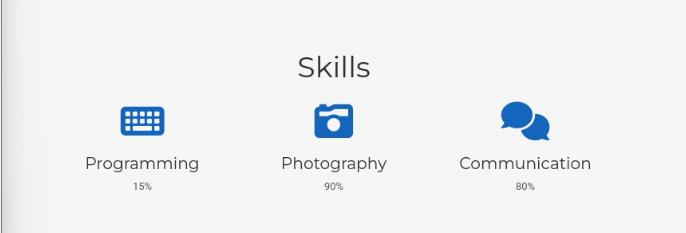 Skills
Programming Photography Communication
15% 90% 80%